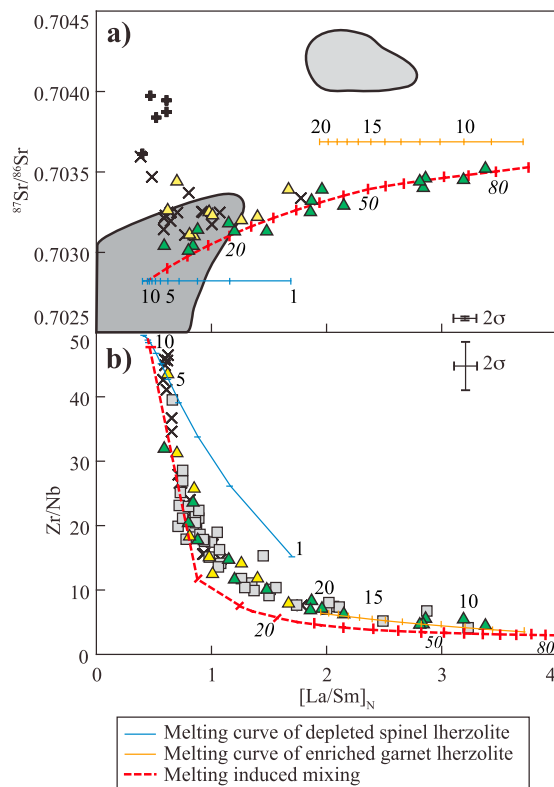 0.7045
a)
0.7040
20 15 10
0.7035
80
50
0.7030
20
10 5 1
0.7025
⁸⁷Sr/⁸⁶Sr
2σ
50
b)
10
2σ
5
40
30
Zr/Nb
20
1
10
20 15 10
20 50 80
0
0 1 2 3 4
[La/Sm]N
Melting curve of depleted spinel lherzolite
Melting curve of enriched garnet lherzolite
Melting induced mixing